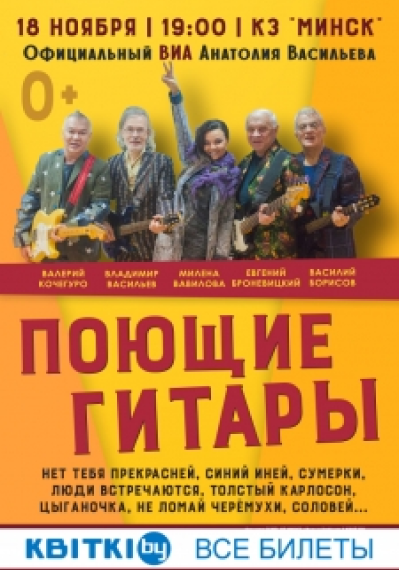 18 НОЯБРЯ | 19:00 | КЗ "МИНСК"
Официальный ВИА Анатолия Васильева
0+
ВАЛЕРИЙ КОЧЕГУРО
ВЛАДИМИР ВАСИЛЬЕВ
МИЛЕНА ВАВИЛОВА
ЕВГЕНИЙ БРОНЕВИЦКИЙ
ВАСИЛИЙ БОРИСОВ
ПОЮЩИЕ
ГИТАРЫ
НЕТ ТЕБЯ ПРЕКРАСНЕЙ, СИНИЙ ИНЕЙ, СУМЕРКИ,
ЛЮДИ ВСТРЕЧАЮТСЯ, ТОЛСТЫЙ КАРЛОСОН,
ЦЫГАНОЧКА, НЕ ЛОМАЙ ЧЕРЁМУХИ, СОЛОВЕЙ...
КВІТКІ by ВСЕ БИЛЕТЫ